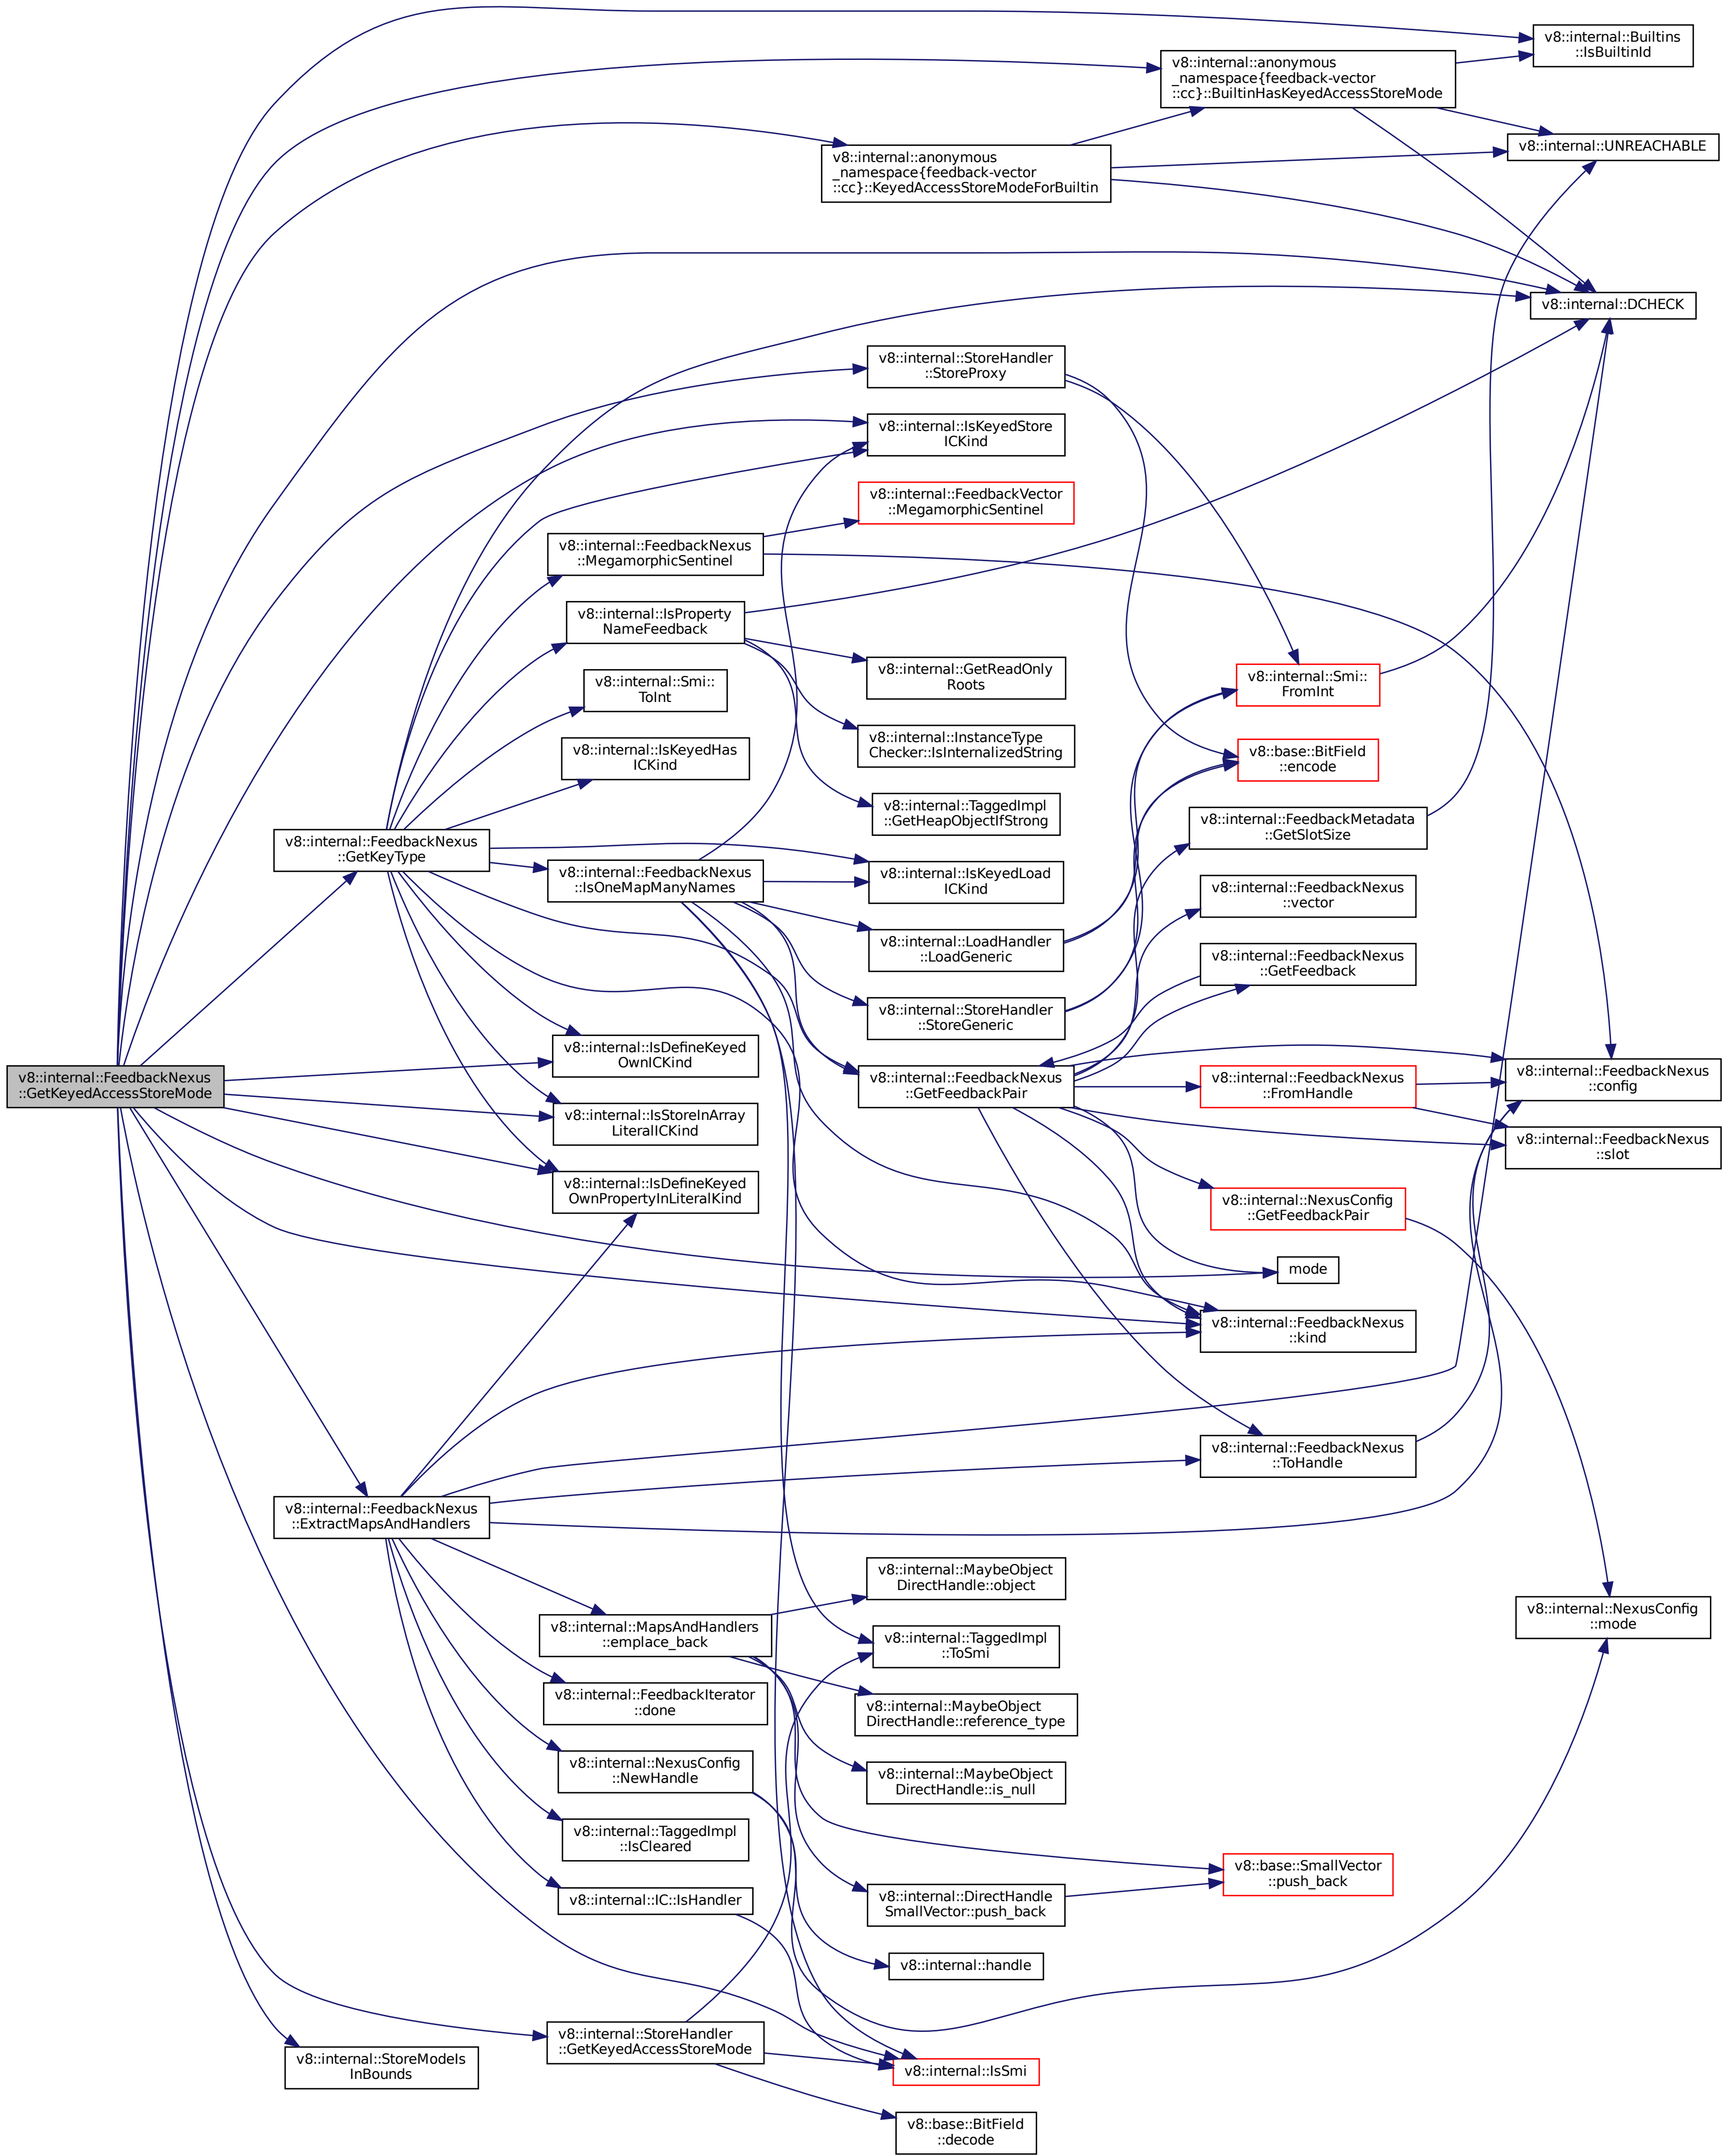 v8::internal::Builtins
::IsBuiltinId
v8::internal::anonymous
_namespace{feedback-vector
::cc}::BuiltinHasKeyedAccessStoreMode
v8::internal::UNREACHABLE
v8::internal::anonymous
_namespace{feedback-vector
::cc}::KeyedAccessStoreModeForBuiltin
v8::internal::DCHECK
v8::internal::StoreHandler
::StoreProxy
v8::internal::IsKeyedStore
ICKind
v8::internal::FeedbackVector
::MegamorphicSentinel
v8::internal::FeedbackNexus
::MegamorphicSentinel
v8::internal::IsProperty
NameFeedback
v8::internal::GetReadOnly
Roots
v8::internal::Smi::
FromInt
v8::internal::Smi::
ToInt
v8::internal::InstanceType
Checker::IsInternalizedString
v8::internal::IsKeyedHas
ICKind
v8::base::BitField
::encode
v8::internal::TaggedImpl
::GetHeapObjectIfStrong
v8::internal::FeedbackMetadata
::GetSlotSize
v8::internal::FeedbackNexus
::GetKeyType
v8::internal::FeedbackNexus
::IsOneMapManyNames
v8::internal::IsKeyedLoad
ICKind
v8::internal::FeedbackNexus
::vector
v8::internal::LoadHandler
::LoadGeneric
v8::internal::FeedbackNexus
::GetFeedback
v8::internal::StoreHandler
::StoreGeneric
v8::internal::IsDefineKeyed
OwnICKind
v8::internal::FeedbackNexus
::config
v8::internal::FeedbackNexus
::GetKeyedAccessStoreMode
v8::internal::FeedbackNexus
::GetFeedbackPair
v8::internal::FeedbackNexus
::FromHandle
v8::internal::IsStoreInArray
LiteralICKind
v8::internal::FeedbackNexus
::slot
v8::internal::IsDefineKeyed
OwnPropertyInLiteralKind
v8::internal::NexusConfig
::GetFeedbackPair
mode
v8::internal::FeedbackNexus
::kind
v8::internal::FeedbackNexus
::ToHandle
v8::internal::FeedbackNexus
::ExtractMapsAndHandlers
v8::internal::MaybeObject
DirectHandle::object
v8::internal::NexusConfig
::mode
v8::internal::MapsAndHandlers
::emplace_back
v8::internal::TaggedImpl
::ToSmi
v8::internal::FeedbackIterator
::done
v8::internal::MaybeObject
DirectHandle::reference_type
v8::internal::NexusConfig
::NewHandle
v8::internal::MaybeObject
DirectHandle::is_null
v8::internal::TaggedImpl
::IsCleared
v8::base::SmallVector
::push_back
v8::internal::IC::IsHandler
v8::internal::DirectHandle
SmallVector::push_back
v8::internal::handle
v8::internal::StoreHandler
::GetKeyedAccessStoreMode
v8::internal::StoreModeIs
InBounds
v8::internal::IsSmi
v8::base::BitField
::decode